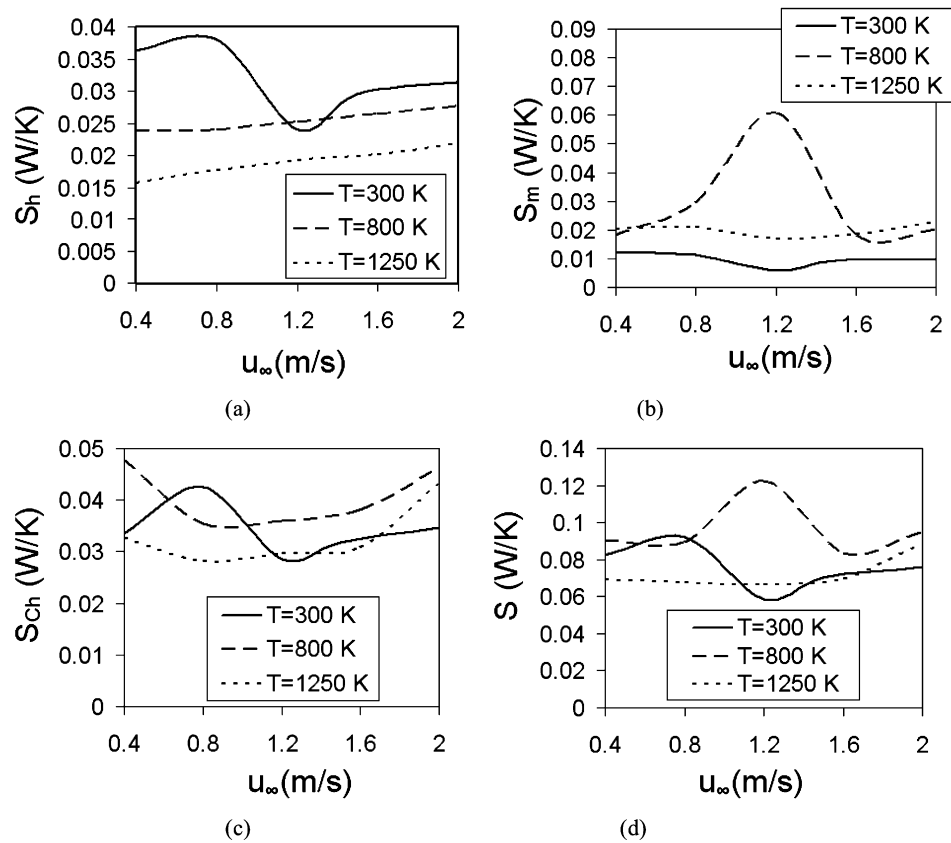 0.04
0.035
0.03
0.025
0.02
0.015
0.01
0.005
0
S_h (W/K)
T=300 K
T=800 K
T=1250 K
0.4 0.8 1.2 1.6 2
u∞(m/s)
(a)
0.09
0.08
0.07
0.06
0.05
0.04
0.03
0.02
0.01
0
S_m (W/K)
T=300 K
T=800 K
T=1250 K
0.4 0.8 1.2 1.6 2
u∞(m/s)
(b)
0.05
0.04
0.03
0.02
0.01
0
S_Ch (W/K)
T=300 K
T=800 K
T=1250 K
0.4 0.8 1.2 1.6 2
u∞(m/s)
(c)
0.14
0.12
0.1
0.08
0.06
0.04
0.02
0
S (W/K)
T=300 K
T=800 K
T=1250 K
0.4 0.8 1.2 1.6 2
u∞(m/s)
(d)